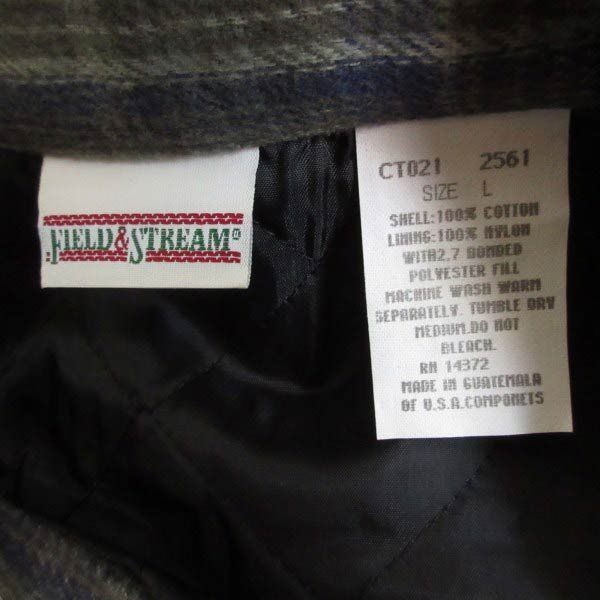 FIELD&STREAM®
CT021 2561
SIZE L
SHELL:100% COTTON
LINING:100% NYLON
WITH2.7 BONDED
POLYESTER FILL
MACHINE WASH WARM
SEPARATELY. TUMBLE DRY
MEDIUM.DO NOT
BLEACH.
RN 14372
MADE IN GUATEMALA
OF U.S.A.COMPONETS